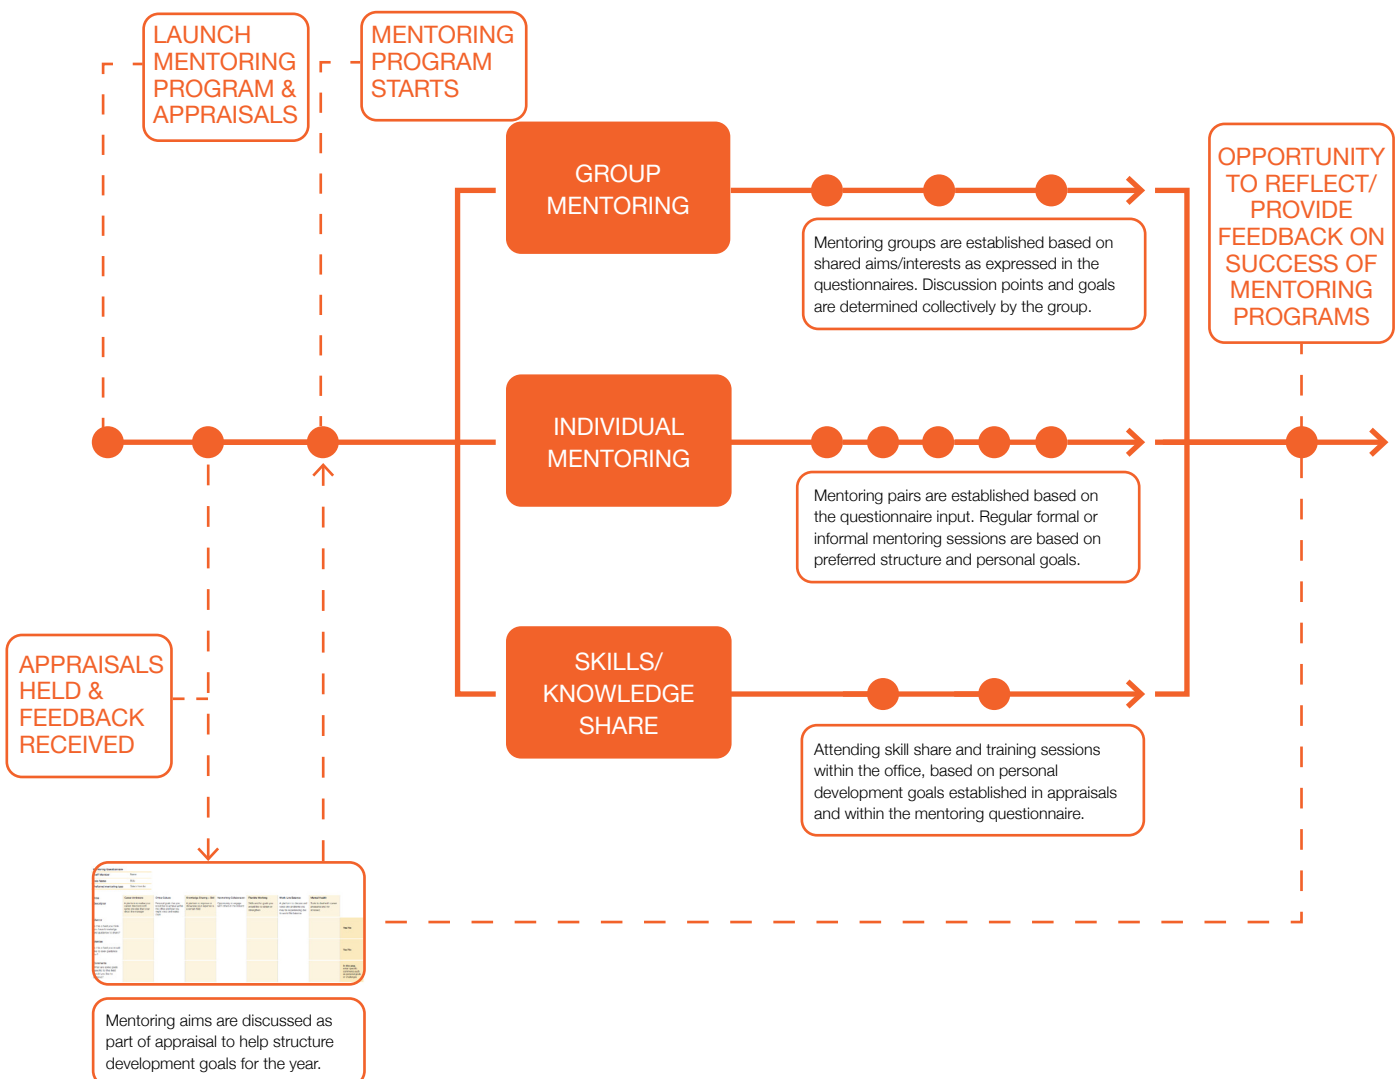 LAUNCH
MENTORING
PROGRAM &
APPRAISALS
MENTORING
PROGRAM
STARTS
GROUP
MENTORING
Mentoring groups are established based on
shared aims/interests as expressed in the
questionnaires. Discussion points and goals
are determined collectively by the group.
OPPORTUNITY
TO REFLECT/
PROVIDE
FEEDBACK ON
SUCCESS OF
MENTORING
PROGRAMS
INDIVIDUAL
MENTORING
Mentoring pairs are established based on
the questionnaire input. Regular formal or
informal mentoring sessions are based on
preferred structure and personal goals.
SKILLS/
KNOWLEDGE
SHARE
Attending skill share and training sessions
within the office, based on personal
development goals established in appraisals
and within the mentoring questionnaire.
APPRAISALS
HELD &
FEEDBACK
RECEIVED
Mentoring aims are discussed as
part of appraisal to help structure
development goals for the year.